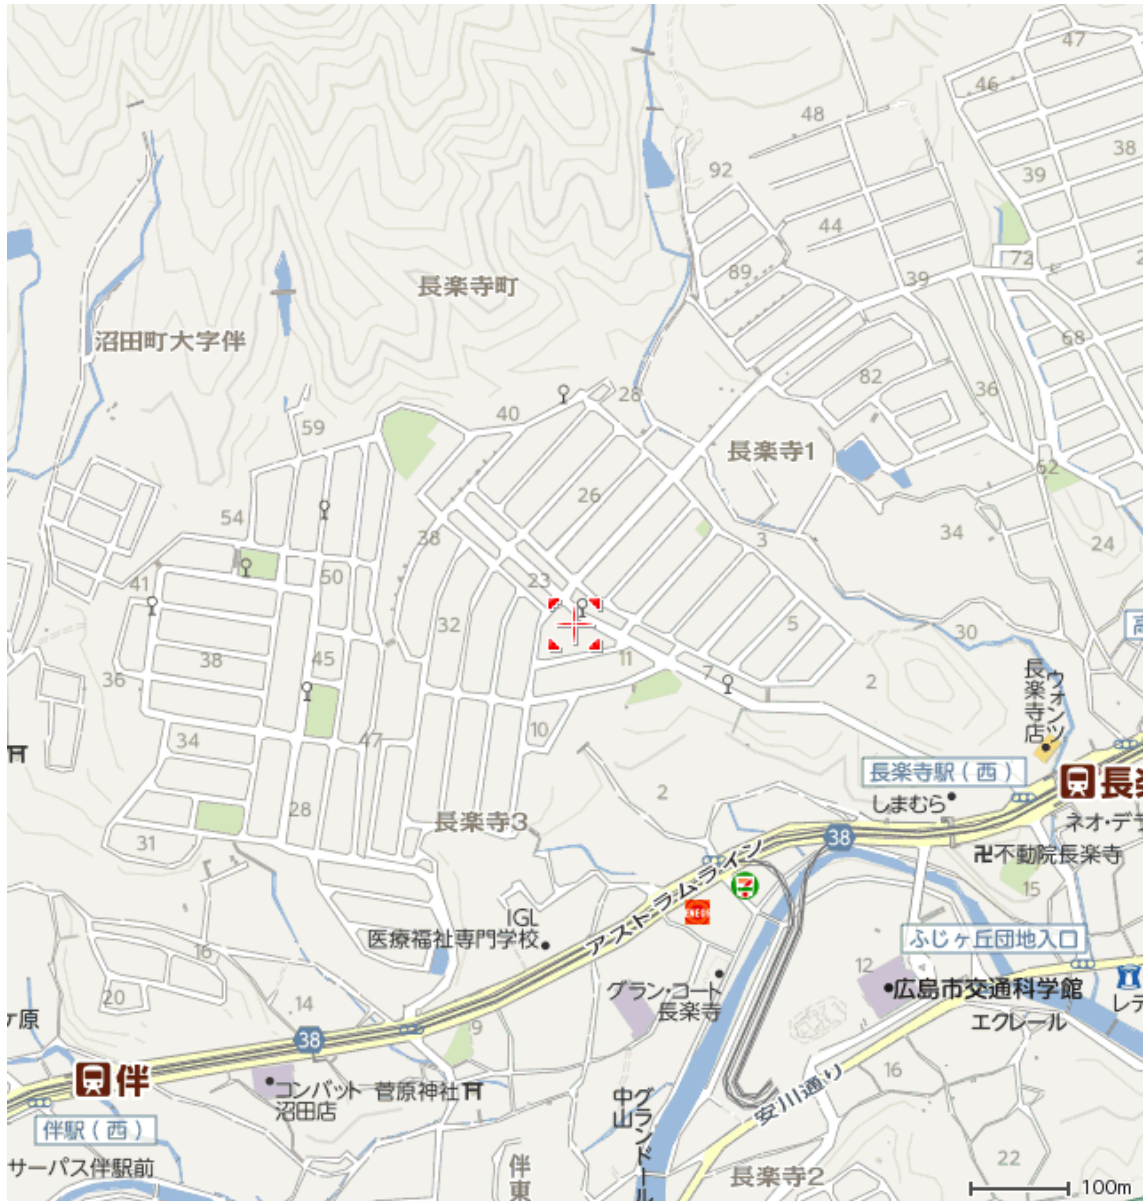 47
46
48
38
92
39
44
39
72
2
89
長楽寺町
沼田町大字伴
68
82
36
28
40
59
長楽寺1
62
26
54
34
24
3
38
23
50
41
32
5
30
38
45
11
7
2
36
長楽寺店
ウォンツ
10
34
47
長楽寺駅(西)
長楽
2
しまむら
28
長楽寺3
38
ネオ・デ
31
不動院長楽寺
アストラムライン
15
ENEOS
IGL
医療福祉専門学校
ふじヶ丘団地入口
16
12
グラン・コート
長楽寺
広島市交通科学館
レデ
20
14
ヶ原
9
エクレール
38
伴
コンバット
沼田店
菅原神社
16
安川通り
グランドール
中山
伴駅(西)
サーパス伴駅前
伴東
長楽寺2
22
100m